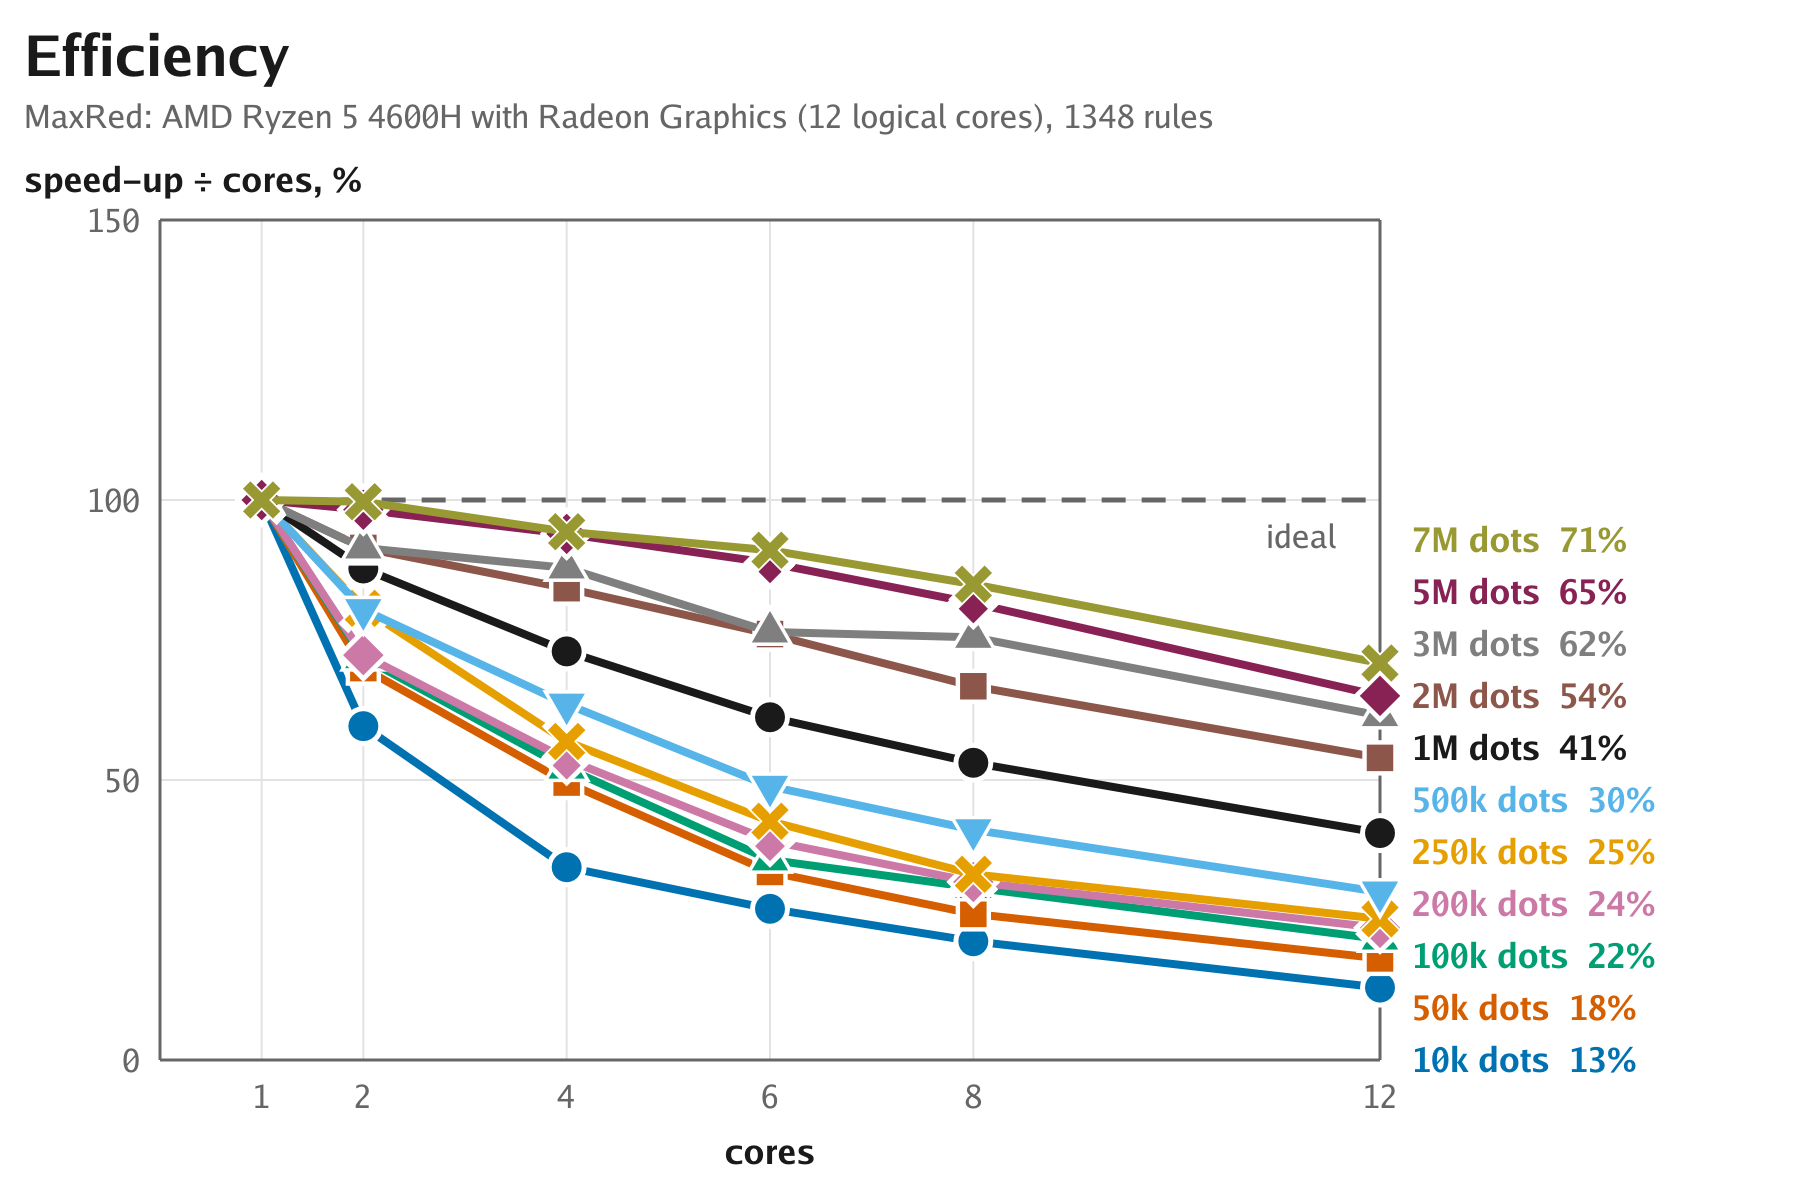 Efficiency
MaxRed: AMD Ryzen 5 4600H with Radeon Graphics (12 logical cores), 1348 rules
speed-up ÷ cores, %
150
100
50
0
ideal
7M dots 71%
5M dots 65%
3M dots 62%
2M dots 54%
1M dots 41%
500k dots 30%
250k dots 25%
200k dots 24%
100k dots 22%
50k dots 18%
10k dots 13%
1 2 4 6 8 12
cores